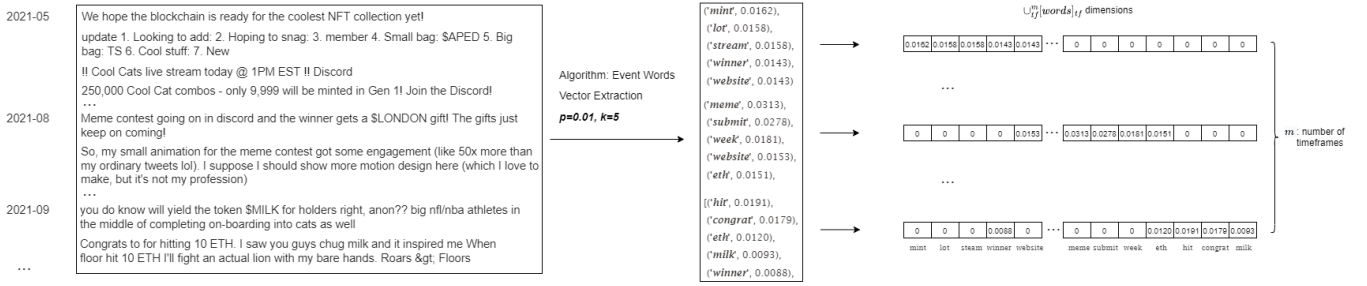 2021-05
We hope the blockchain is ready for the coolest NFT collection yet!
update 1. Looking to add: 2. Hoping to snag: 3. member 4. Small bag: $APED 5. Big
bag: TS 6. Cool stuff: 7. New
!! Cool Cats live stream today @ 1PM EST !! Discord
250,000 Cool Cat combos - only 9,999 will be minted in Gen 1! Join the Discord!
...
2021-08
Meme contest going on in discord and the winner gets a $LONDON gift! The gifts just
keep on coming!
So, my small animation for the meme contest got some engagement (like 50x more than
my ordinary tweets lol). I suppose I should show more motion design here (which I love to
make, but it's not my profession)
...
2021-09
you do know will yield the token $MILK for holders right, anon?? big nfl/nba athletes in
the middle of completing on-boarding into cats as well
Congrats to for hitting 10 ETH. I saw you guys chug milk and it inspired me When
floor hit 10 ETH I'll fight an actual lion with my bare hands. Roars &gt; Floors
...
Algorithm: Event Words
Vector Extraction
p=0.01, k=5
('mint', 0.0162),
('lot', 0.0158),
('stream', 0.0158),
('winner', 0.0143),
('website', 0.0143)
('meme', 0.0313),
('submit', 0.0278),
('week', 0.0181),
('website', 0.0153),
('eth', 0.0151),
[('hit', 0.0191),
('congrat', 0.0179),
('eth', 0.0120),
('milk', 0.0093),
('winner', 0.0088),
∪_{tf}^{m}[words]_{tf} dimensions
0.0162 0.0158 0.0158 0.0143 0.0143 ... 0 0 0 0 0 0 0
...
0 0 0 0 0.0153 ... 0.0313 0.0278 0.0181 0.0151 0 0 0
...
0 0 0 0.0088 0 ... 0 0 0 0.0120 0.0191 0.0179 0.0093
mint lot steam winner website meme submit week eth hit congrat milk
m : number of
timeframes